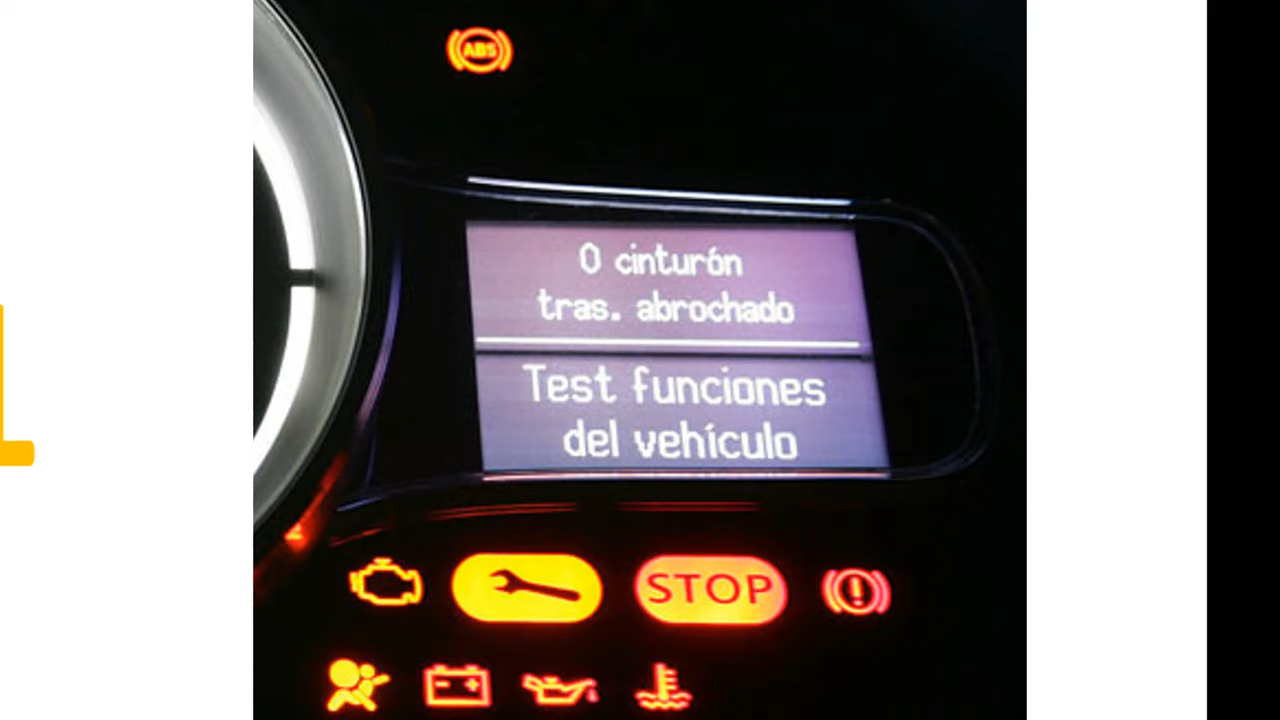 ABS
0 cinturón
tras. abrochado
Test funciones
del vehículo
STOP